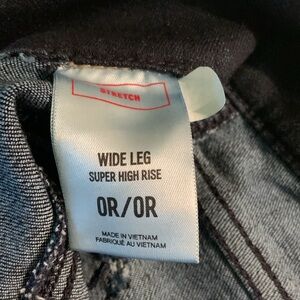 STRETCH
WIDE LEG
SUPER HIGH RISE
0R/0R
MADE IN VIETNAM
FABRIQUÉ AU VIETNAM